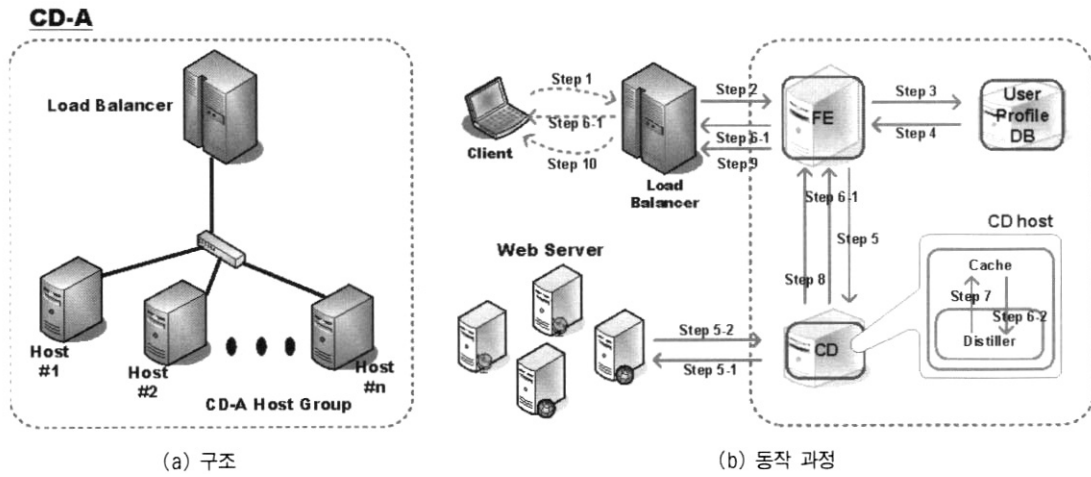 CD-A
Load Balancer
Host
#1
Host
#2
Host
#n
CD-A Host Group
(a) 구조
Step 1
Step 6-1
Step 10
Client
Load
Balancer
Step 2
Step 6-1
Step 9
FE
Step 3
Step 4
User
Profile
DB
Step 6-1
Step 5
Step 8
CD host
Cache
Step 7
Step 6-2
Distiller
Web Server
Step 5-2
Step 5-1
CD
(b) 동작 과정